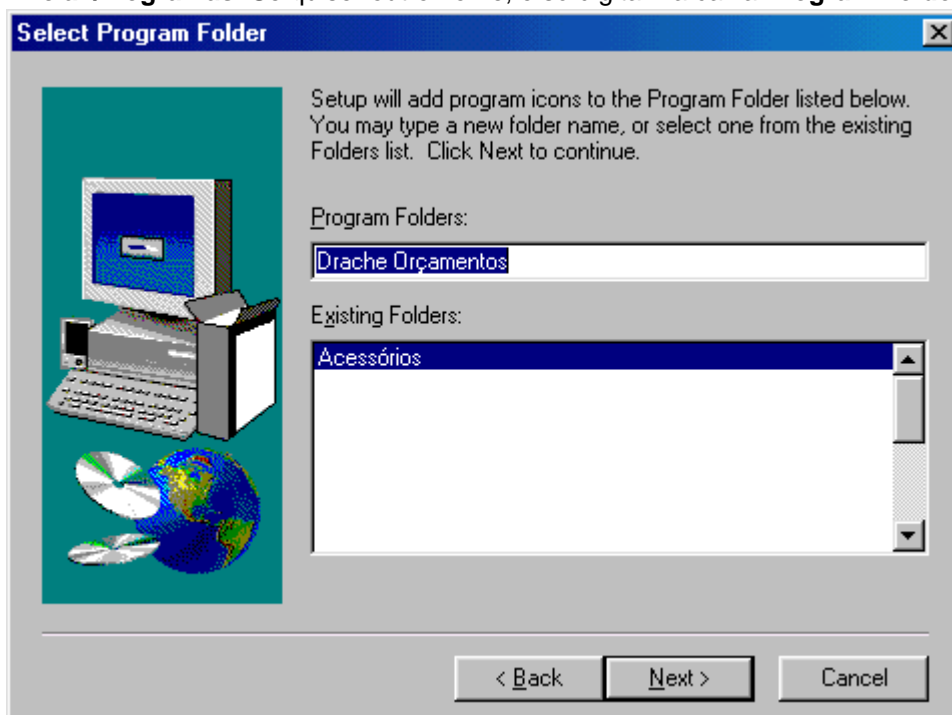 Select Program Folder
Setup will add program icons to the Program Folder listed below.
You may type a new folder name, or select one from the existing
Folders list. Click Next to continue.
Program Folders:
Drache Orçamentos
Existing Folders:
Acessórios
< Back
Next >
Cancel